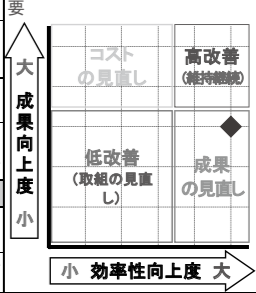 要
大
成
果
向
上
度
小
コスト
の見直し
高改善
(維持継続)
低改善
(取組の見直
し)
成果
の見直し
小 効率性向上度 大